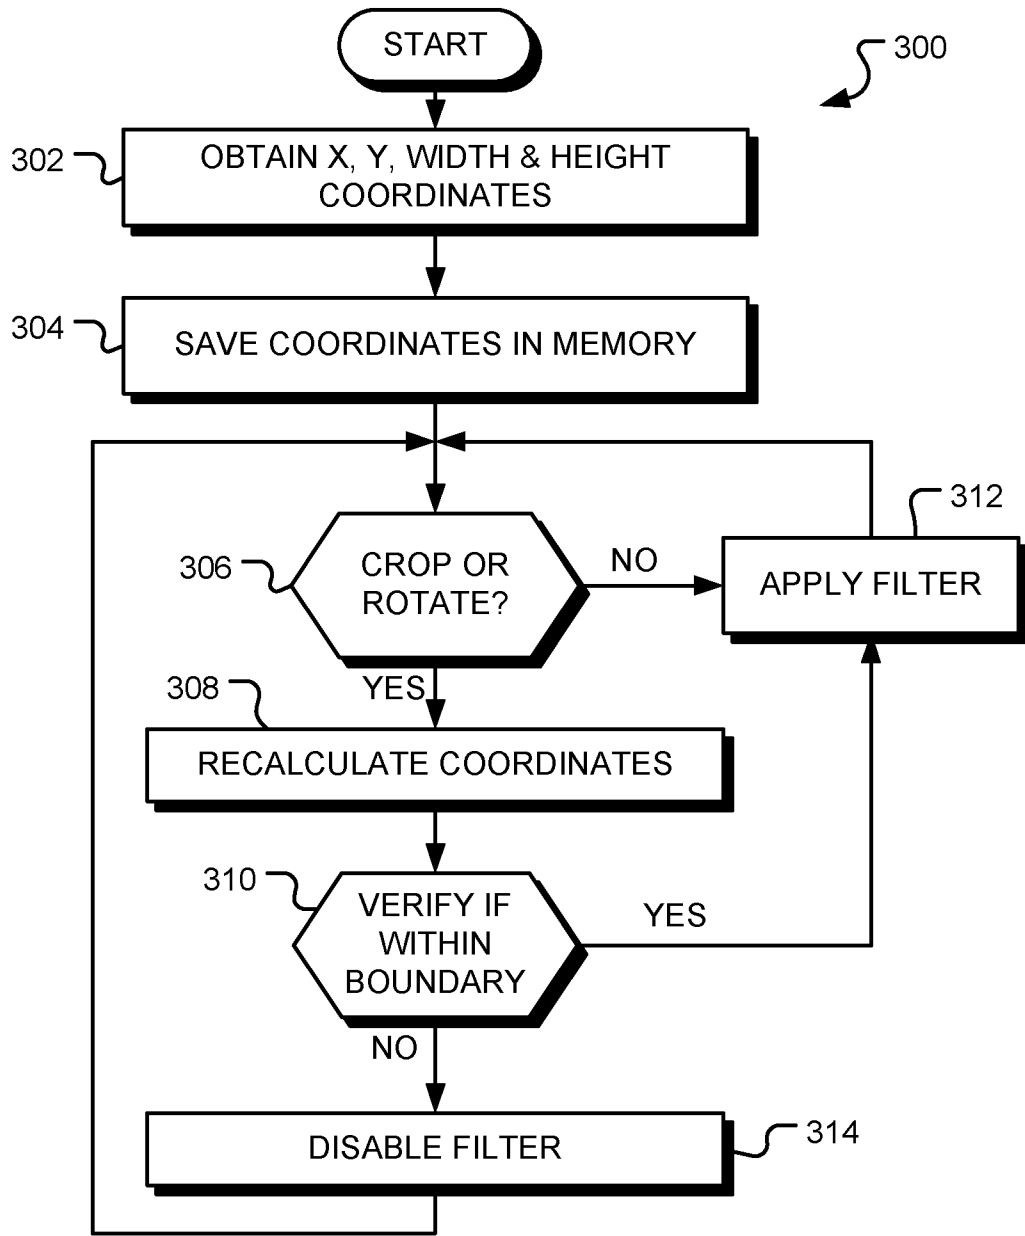 START
300
302
OBTAIN X, Y, WIDTH & HEIGHT
COORDINATES
304
SAVE COORDINATES IN MEMORY
312
306
CROP OR
ROTATE?
NO
APPLY FILTER
YES
308
RECALCULATE COORDINATES
310
VERIFY IF
WITHIN
BOUNDARY
YES
NO
DISABLE FILTER
314